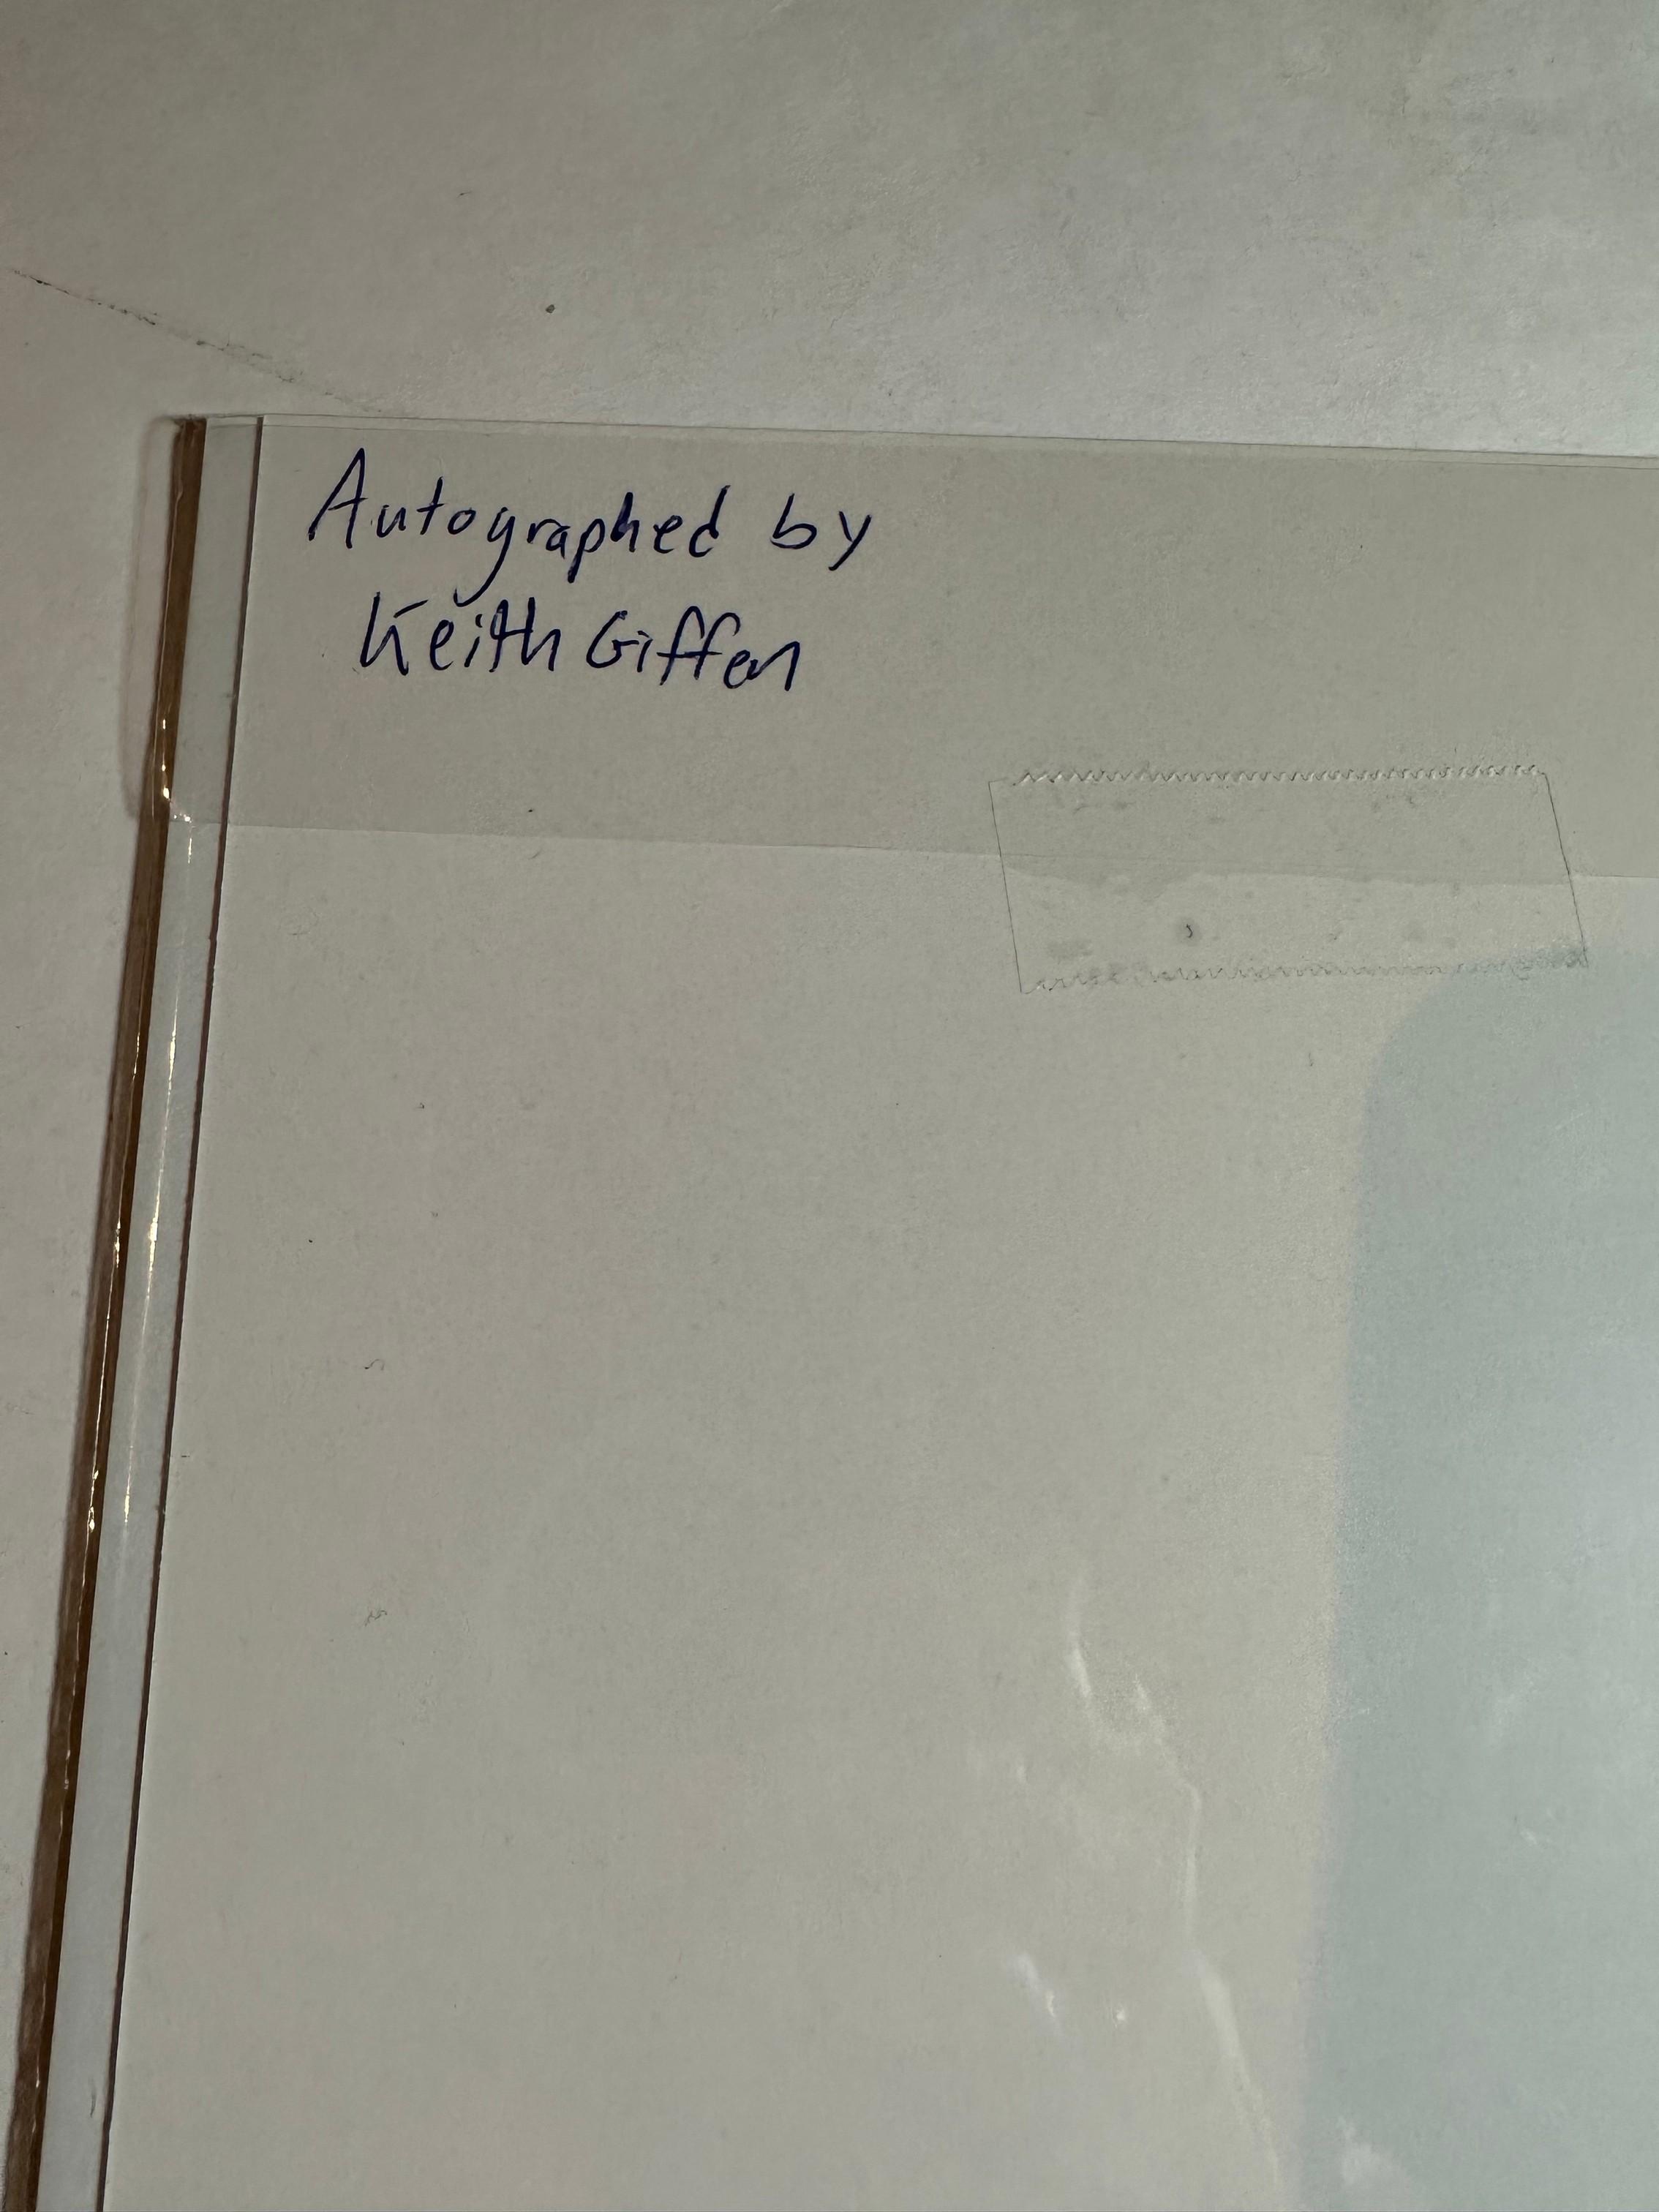 Autographed by
Keith Giffen